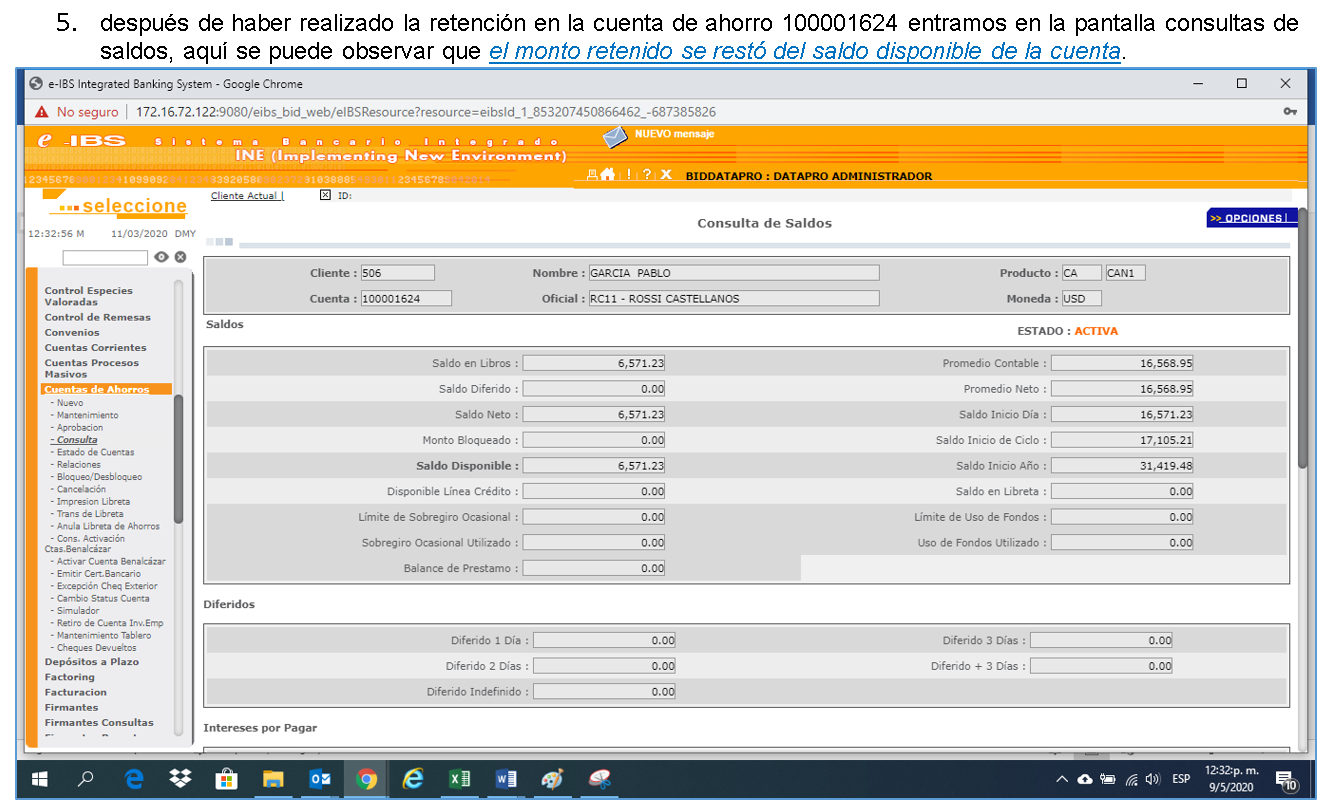 5. después de haber realizado la retención en la cuenta de ahorro 100001624 entramos en la pantalla consultas de
saldos, aquí se puede observar que el monto retenido se restó del saldo disponible de la cuenta.
e-IBS Integrated Banking System - Google Chrome
No seguro | 172.16.72.122:9080/eibs_bid_web/eIBSResource?resource=eibsId_1_853207450866462_-687385826
e-IBS Sistema Bancario Integrado
NUEVO mensaje
INE (Implementing New Environment)
! ? X BIDDATAPRO : DATAPRO ADMINISTRADOR
seleccione
Cliente Actual | ID:
Consulta de Saldos
>> OPCIONES |
12:32:56 M 11/03/2020 DMY
Cliente : 506 Nombre : GARCIA PABLO Producto : CA CAN1
Cuenta : 100001624 Oficial : RC11 - ROSSI CASTELLANOS Moneda : USD
Saldos ESTADO : ACTIVA
Saldo en Libros : 6,571.23 Promedio Contable : 16,568.95
Saldo Diferido : 0.00 Promedio Neto : 16,568.95
Saldo Neto : 6,571.23 Saldo Inicio Día : 16,571.23
Monto Bloqueado : 0.00 Saldo Inicio de Ciclo : 17,105.21
Saldo Disponible : 6,571.23 Saldo Inicio Año : 31,419.48
Disponible Línea Crédito : 0.00 Saldo en Libreta : 0.00
Límite de Sobregiro Ocasional : 0.00 Límite de Uso de Fondos : 0.00
Sobregiro Ocasional Utilizado : 0.00 Uso de Fondos Utilizado : 0.00
Balance de Prestamo : 0.00
Diferidos
Diferido 1 Día : 0.00 Diferido 3 Días : 0.00
Diferido 2 Días : 0.00 Diferido + 3 Días : 0.00
Diferido Indefinido : 0.00
Intereses por Pagar
Control Especies
Valoradas
Control de Remesas
Convenios
Cuentas Corrientes
Cuentas Procesos
Masivos
Cuentas de Ahorros
- Nuevo
- Mantenimiento
- Aprobacion
- Consulta
- Estado de Cuentas
- Relaciones
- Bloqueo/Desbloqueo
- Cancelación
- Impresion Libreta
- Trans de Libreta
- Anula Libreta de Ahorros
- Cons. Activación
Ctas.Benalcázar
- Activar Cuenta Benalcázar
- Emitir Cert.Bancario
- Excepción Cheq Exterior
- Cambio Status Cuenta
- Simulador
- Retiro de Cuenta Inv.Emp
- Mantenimiento Tablero
- Cheques Devueltos
Depósitos a Plazo
Factoring
Facturacion
Firmantes
Firmantes Consultas
ESP
12:32:p. m.
9/5/2020
10